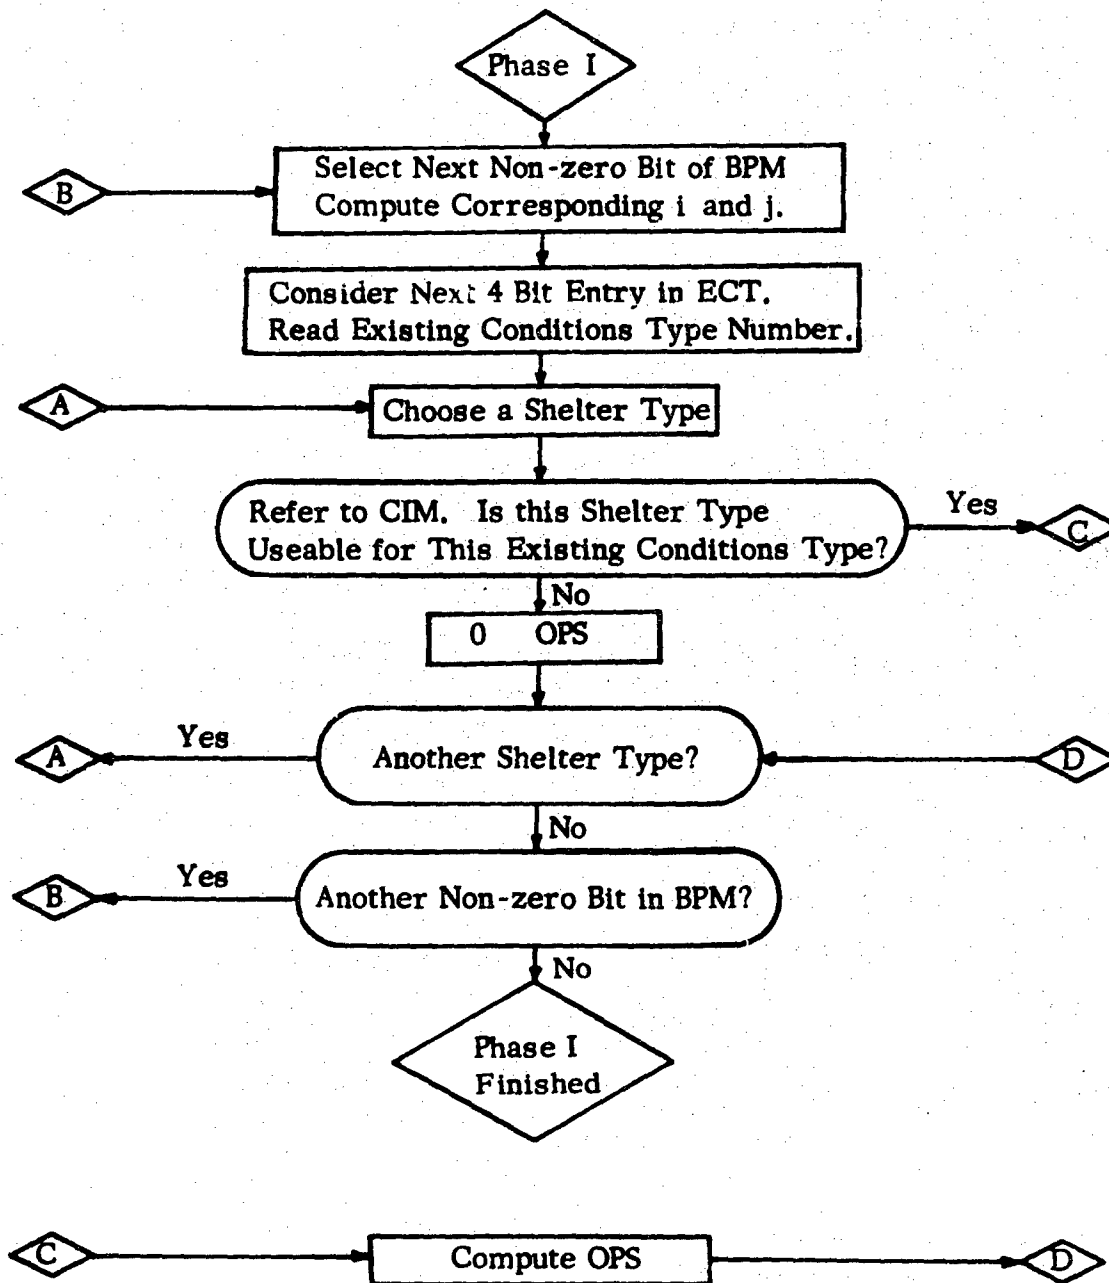 Phase I
Select Next Non-zero Bit of BPM
B
Compute Corresponding i and j.
Consider Next 4 Bit Entry in ECT.
Read Existing Conditions Type Number.
A
Choose a Shelter Type
Refer to CIM. Is this Shelter Type
Useable for This Existing Conditions Type?
Yes
C
No
0 OPS
A
Yes
Another Shelter Type?
D
No
B
Yes
Another Non-zero Bit in BPM?
No
Phase I
Finished
C
Compute OPS
D